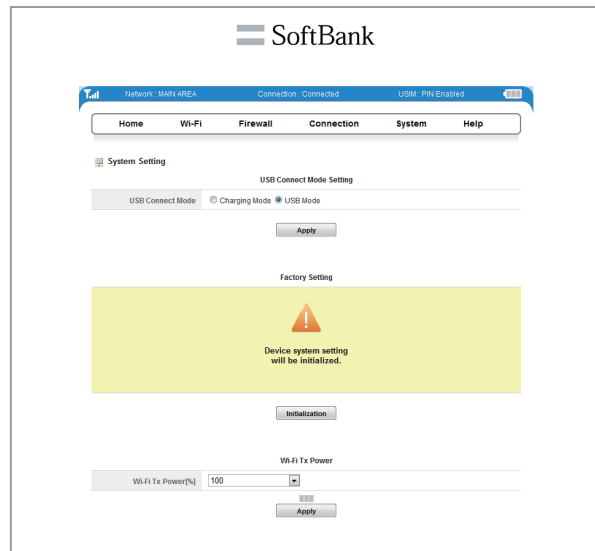 SoftBank
Network : MAIN AREA Connection : Connected USIM : PIN Enabled
Home Wi-Fi Firewall Connection System Help
System Setting
USB Connect Mode Setting
USB Connect Mode Charging Mode USB Mode
Apply
Factory Setting
Device system setting
will be initialized.
Initialization
Wi-Fi Tx Power
Wi-Fi Tx Power[%] 100
Apply